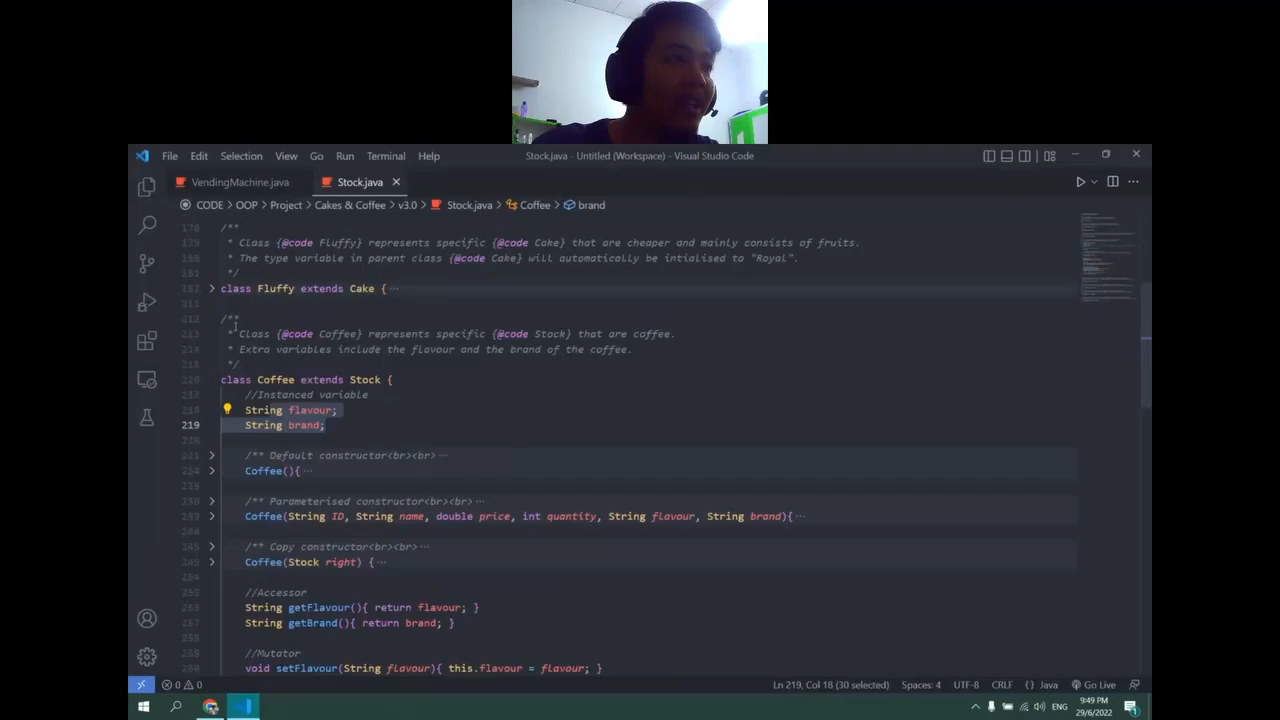 File Edit Selection View Go Run Terminal Help
Stock.java - Untitled (Workspace) - Visual Studio Code
VendingMachine.java
Stock.java
CODE > OOP > Project > Cakes & Coffee > v3.0 > Stock.java > Coffee > brand
/**
* Class {@code Fluffy} represents specific {@code Cake} that are cheaper and mainly consists of fruits.
* The type variable in parent class {@code Cake} will automatically be intialised to "Royal".
*/
class Fluffy extends Cake { ...
/**
* Class {@code Coffee} represents specific {@code Stock} that are coffee.
* Extra variables include the flavour and the brand of the coffee.
*/
class Coffee extends Stock {
//Instanced variable
String flavour;
219 String brand;
/** Default constructor<br><br> ...
Coffee(){ ...
/** Parameterised constructor<br><br> ...
Coffee(String ID, String name, double price, int quantity, String flavour, String brand){ ...
/** Copy constructor<br><br> ...
Coffee(Stock right) { ...
//Accessor
String getFlavour(){ return flavour; }
String getBrand(){ return brand; }
//Mutator
void setFlavour(String flavour){ this.flavour = flavour; }
0 0
Ln 219, Col 18 (30 selected) Spaces: 4 UTF-8 CRLF {} Java Go Live
ENG
9:49 PM
29/6/2022